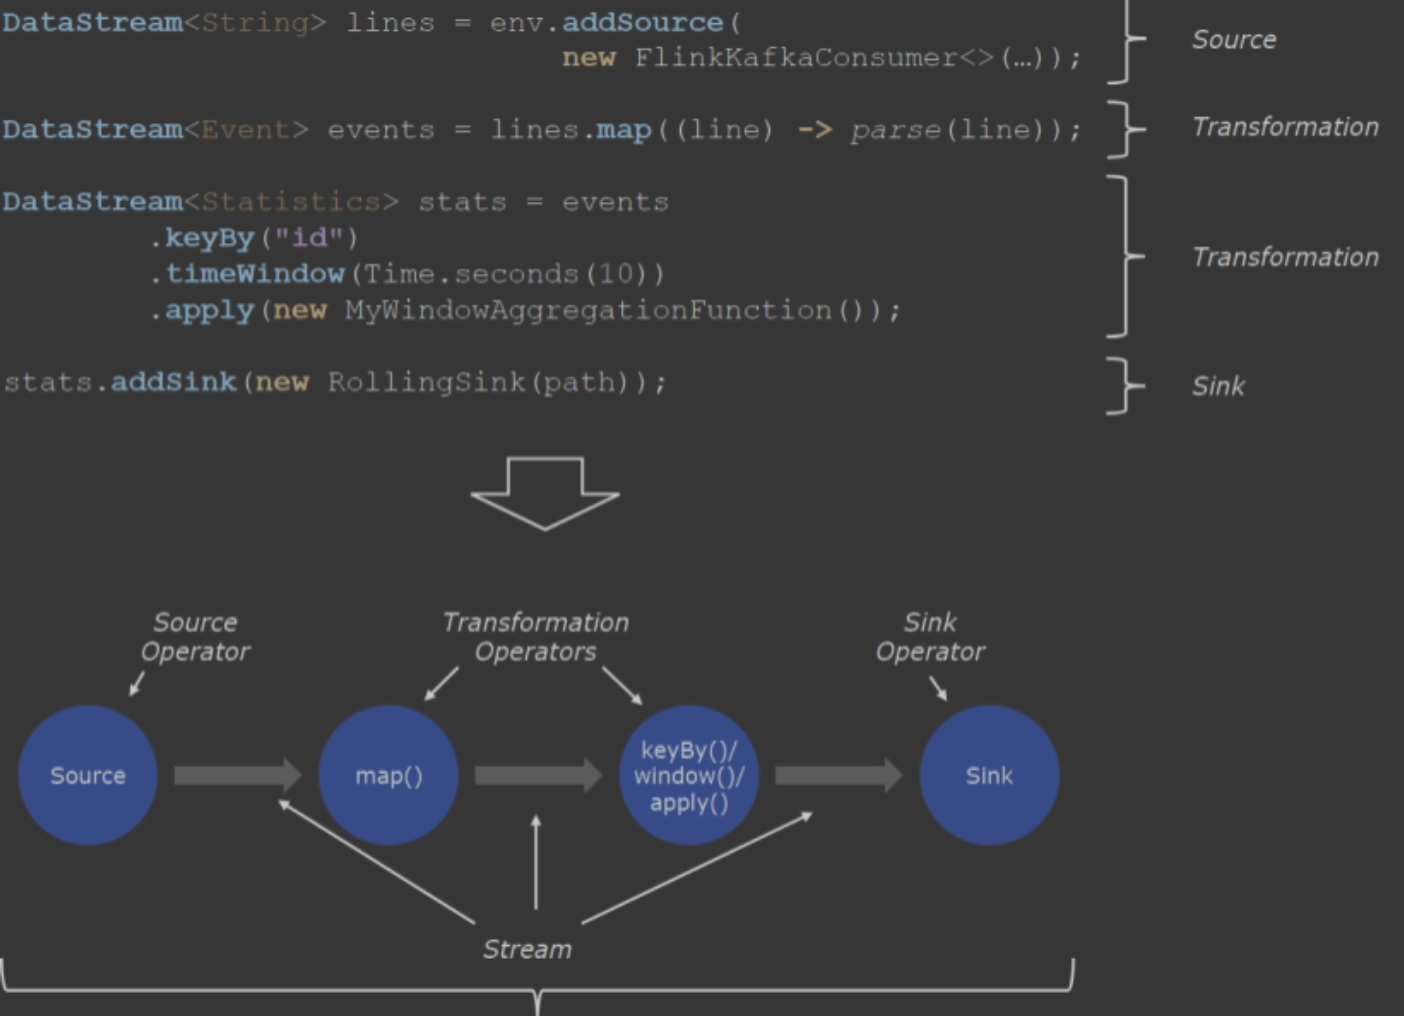 DataStream<String> lines = env.addSource(
new FlinkKafkaConsumer<>(…));
Source
DataStream<Event> events = lines.map((line) -> parse(line));
Transformation
DataStream<Statistics> stats = events
.keyBy("id")
.timeWindow(Time.seconds(10))
.apply(new MyWindowAggregationFunction());
Transformation
stats.addSink(new RollingSink(path));
Sink
Source
Operator
Transformation
Operators
Sink
Operator
Source
map()
keyBy()/
window()/
apply()
Sink
Stream